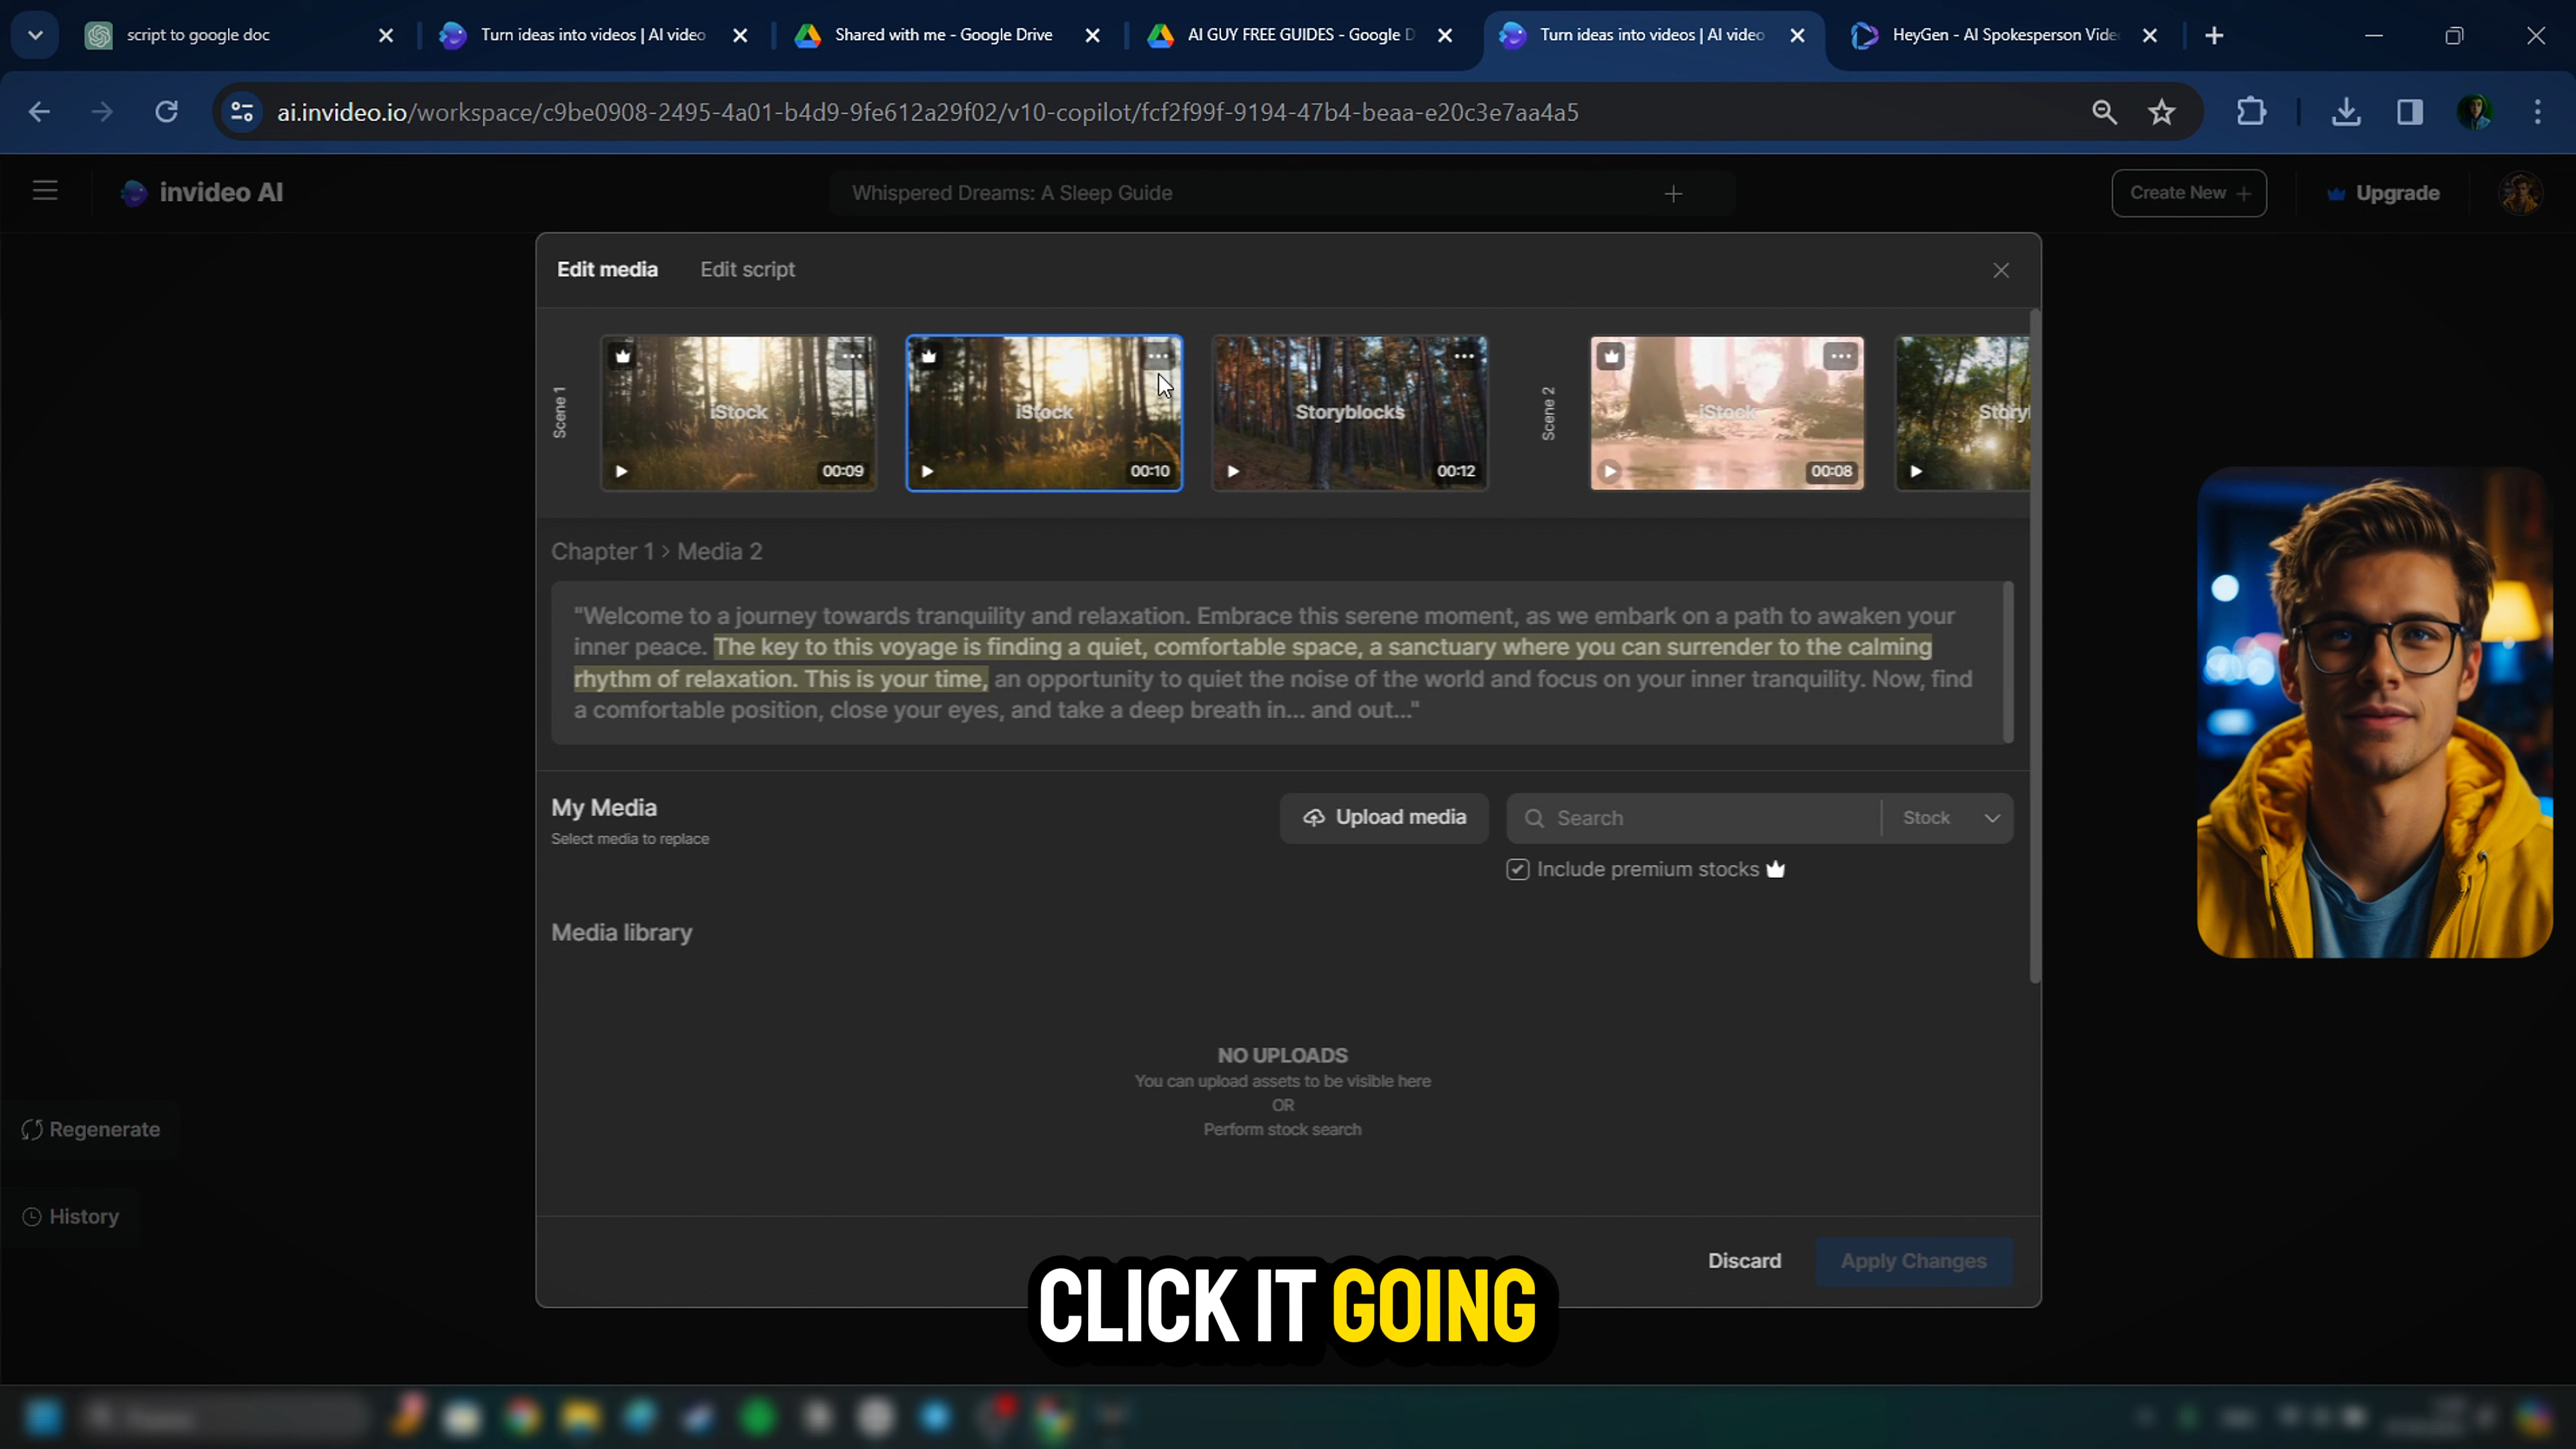 script to google doc
Turn ideas into videos | AI video
Shared with me - Google Drive
AI GUY FREE GUIDES - Google D
Turn ideas into videos | AI video
HeyGen - AI Spokesperson Vide
ai.invideo.io/workspace/c9be0908-2495-4a01-b4d9-9fe612a29f02/v10-copilot/fcf2f99f-9194-47b4-beaa-e20c3e7aa4a5
invideo AI
Whispered Dreams: A Sleep Guide
Create New
Upgrade
Edit media
Edit script
Scene 1
iStock
00:09
iStock
00:10
Storyblocks
00:12
Scene 2
iStock
00:08
Storyl
Chapter 1 > Media 2
"Welcome to a journey towards tranquility and relaxation. Embrace this serene moment, as we embark on a path to awaken your
inner peace. The key to this voyage is finding a quiet, comfortable space, a sanctuary where you can surrender to the calming
rhythm of relaxation. This is your time, an opportunity to quiet the noise of the world and focus on your inner tranquility. Now, find
a comfortable position, close your eyes, and take a deep breath in... and out..."
My Media
Select media to replace
Upload media
Search
Stock
Include premium stocks
Media library
NO UPLOADS
You can upload assets to be visible here
OR
Perform stock search
Regenerate
History
Discard
Apply Changes
CLICK IT GOING